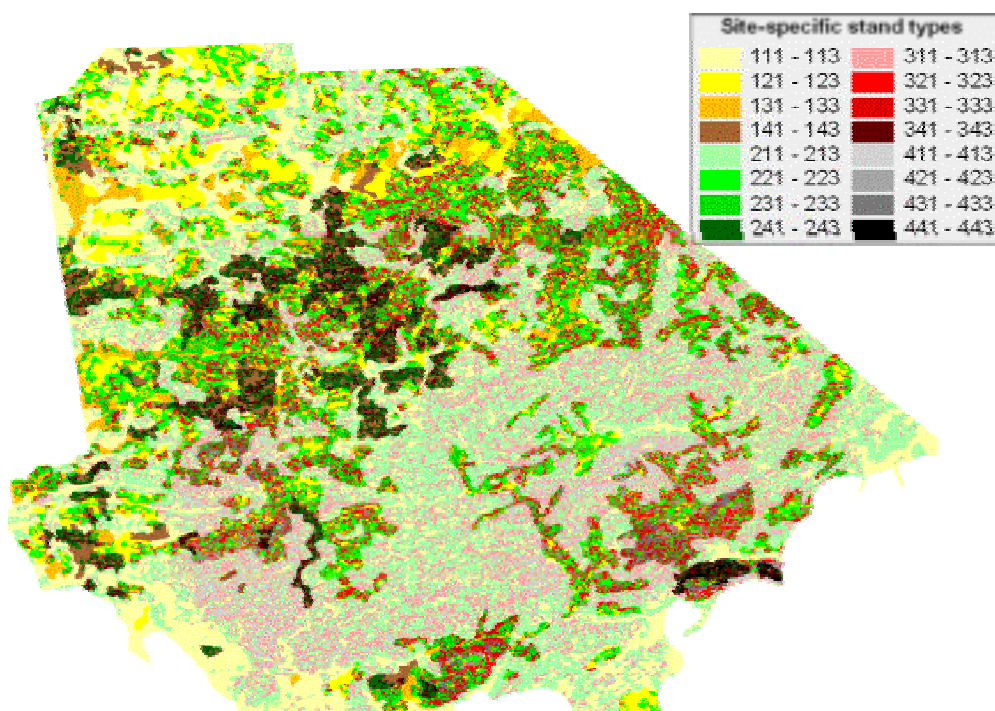 Site-specific stand types
111 - 113 311 - 313
121 - 123 321 - 323
131 - 133 331 - 333
141 - 143 341 - 343
211 - 213 411 - 413
221 - 223 421 - 423
231 - 233 431 - 433
241 - 243 441 - 443